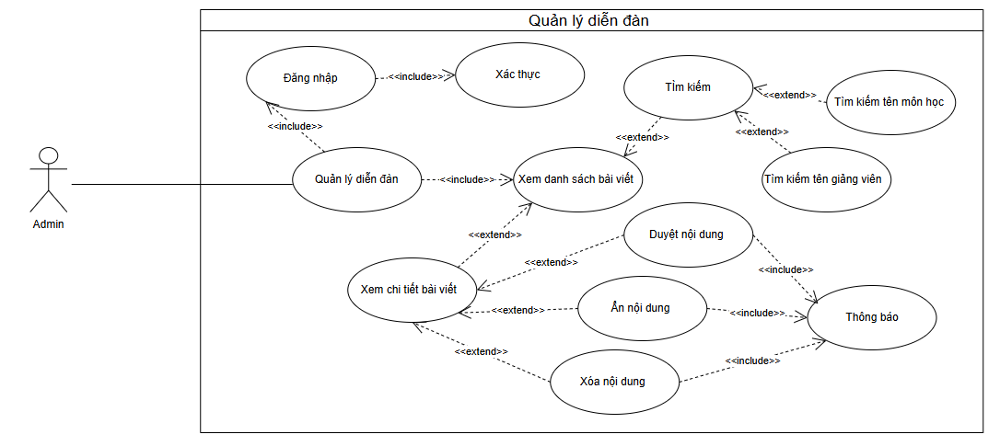 Quản lý diễn đàn
Đăng nhập
<<include>>
Xác thực
Tìm kiếm
<<extend>>
Tìm kiếm tên môn học
<<include>>
<<extend>>
<<extend>>
Admin
Quản lý diễn đàn
<<include>>
Xem danh sách bài viết
Tìm kiếm tên giảng viên
<<extend>>
Duyệt nội dung
<<extend>>
<<include>>
Xem chi tiết bài viết
<<extend>>
Ẩn nội dung
<<include>>
Thông báo
<<extend>>
<<include>>
Xóa nội dung